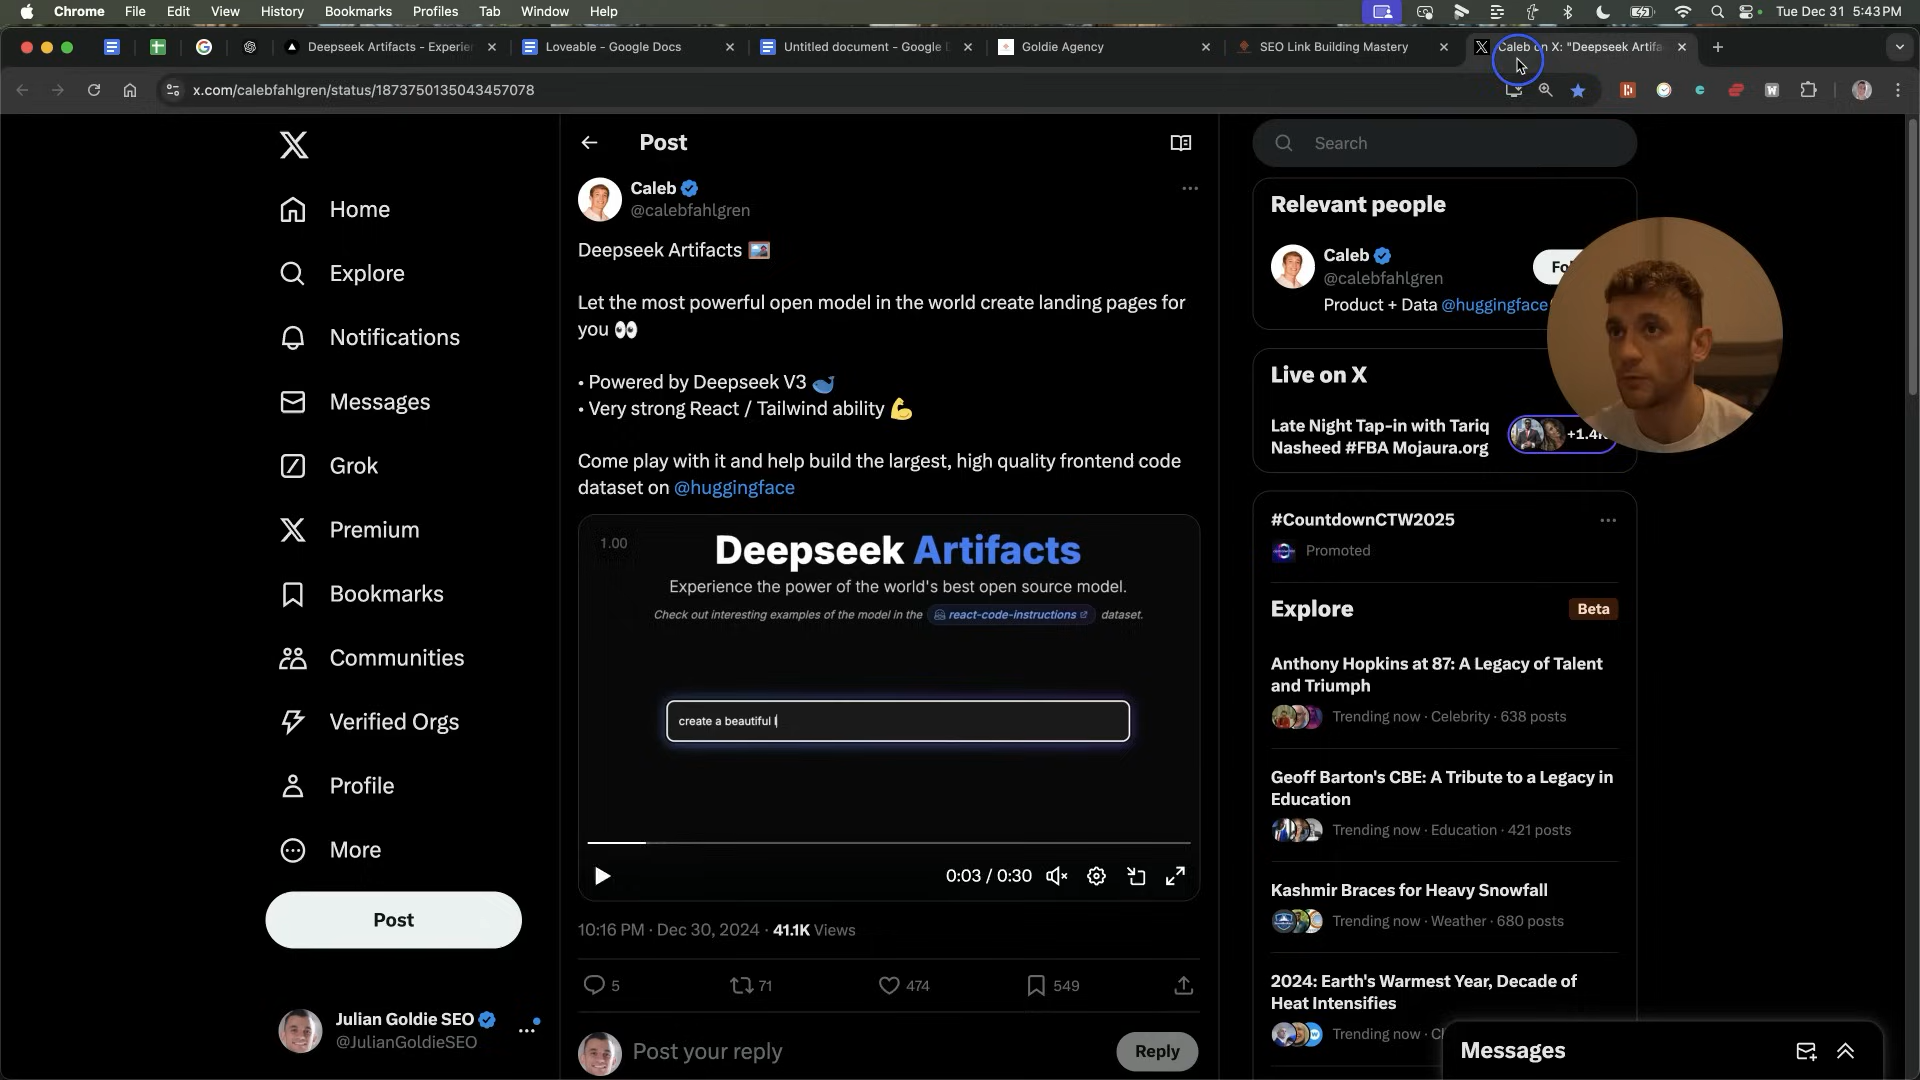 Chrome File Edit View History Bookmarks Profiles Tab Window Help
Tue Dec 31 5:43 PM
Deepseek Artifacts - Experie
Loveable - Google Docs
Untitled document - Google
Goldie Agency
SEO Link Building Mastery
Caleb on X: "Deepseek Artifa
x.com/calebfahlgren/status/1873750135043457078
Home
Explore
Notifications
Messages
Grok
Premium
Bookmarks
Communities
Verified Orgs
Profile
More
Post
Julian Goldie SEO
@JulianGoldieSEO
Post
Caleb
@calebfahlgren
Deepseek Artifacts
Let the most powerful open model in the world create landing pages for
you 👀
• Powered by Deepseek V3 🐋
• Very strong React / Tailwind ability 💪
Come play with it and help build the largest, high quality frontend code
dataset on @huggingface
1.00
Deepseek Artifacts
Experience the power of the world's best open source model.
Check out interesting examples of the model in the react-code-instructions dataset.
create a beautiful l
0:03 / 0:30
10:16 PM · Dec 30, 2024 · 41.1K Views
5 71 474 549
Post your reply
Reply
Search
Relevant people
Caleb
@calebfahlgren
Fo
Product + Data @huggingface
Live on X
Late Night Tap-in with Tariq
Nasheed #FBA Mojaura.org
+1.4K
#CountdownCTW2025
Promoted
Explore
Beta
Anthony Hopkins at 87: A Legacy of Talent
and Triumph
Trending now · Celebrity · 638 posts
Geoff Barton's CBE: A Tribute to a Legacy in
Education
Trending now · Education · 421 posts
Kashmir Braces for Heavy Snowfall
Trending now · Weather · 680 posts
2024: Earth's Warmest Year, Decade of
Heat Intensifies
Trending now · Cl
Messages